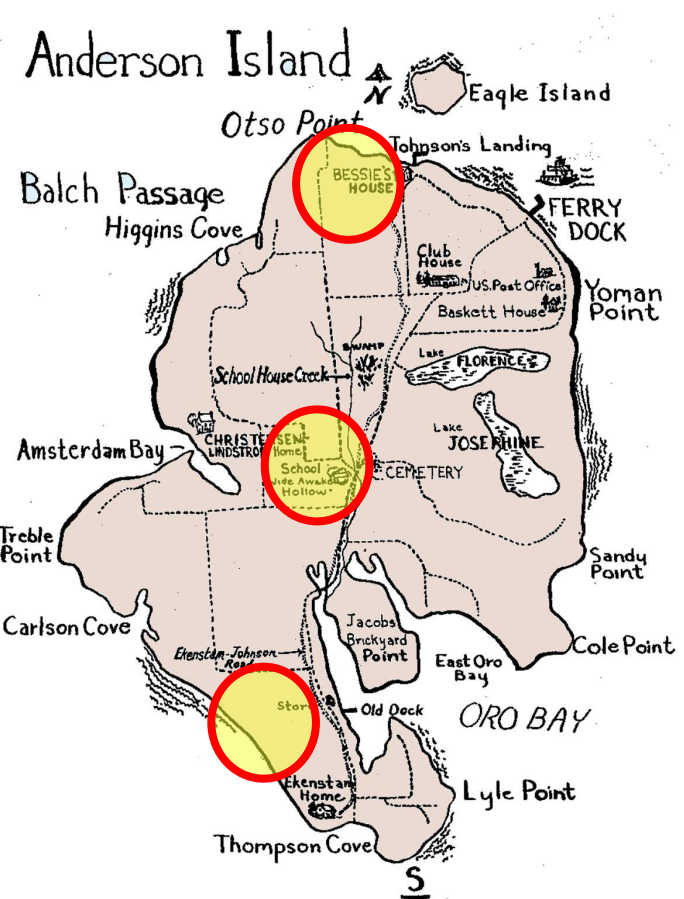 Anderson Island
N
Eagle Island
Otso Point
Johnson's Landing
BESSIE'S
HOUSE
Balch Passage
Higgins Cove
FERRY
DOCK
Club
House
U.S. Post Office
Baskett House
Yoman
Point
SWAMP
Lake FLORENCE
School House Creek
Lake
JOSEPHINE
CHRISTENSEN
LINDSTROM Home
Amsterdam Bay
School
Wide Awake
Hollow
CEMETERY
Treble
Point
Sandy
Point
Carlson Cove
Jacobs
Brickyard
Point
Cole Point
East Oro
Bay
Ekenstam-Johnson
Road
Store
Old Dock
ORO BAY
Ekenstam
Home
Lyle Point
Thompson Cove
S